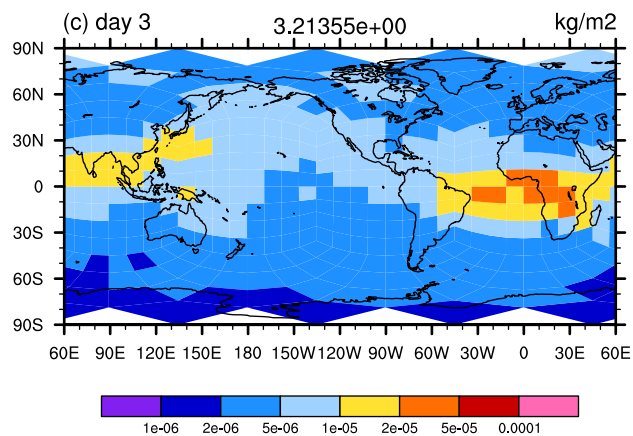 (c) day 3 3.21355e+00 kg/m2
90N
60N
30N
0
30S
60S
90S
60E 90E 120E 150E 180 150W 120W 90W 60W 30W 0 30E 60E
1e-06 2e-06 5e-06 1e-05 2e-05 5e-05 0.0001